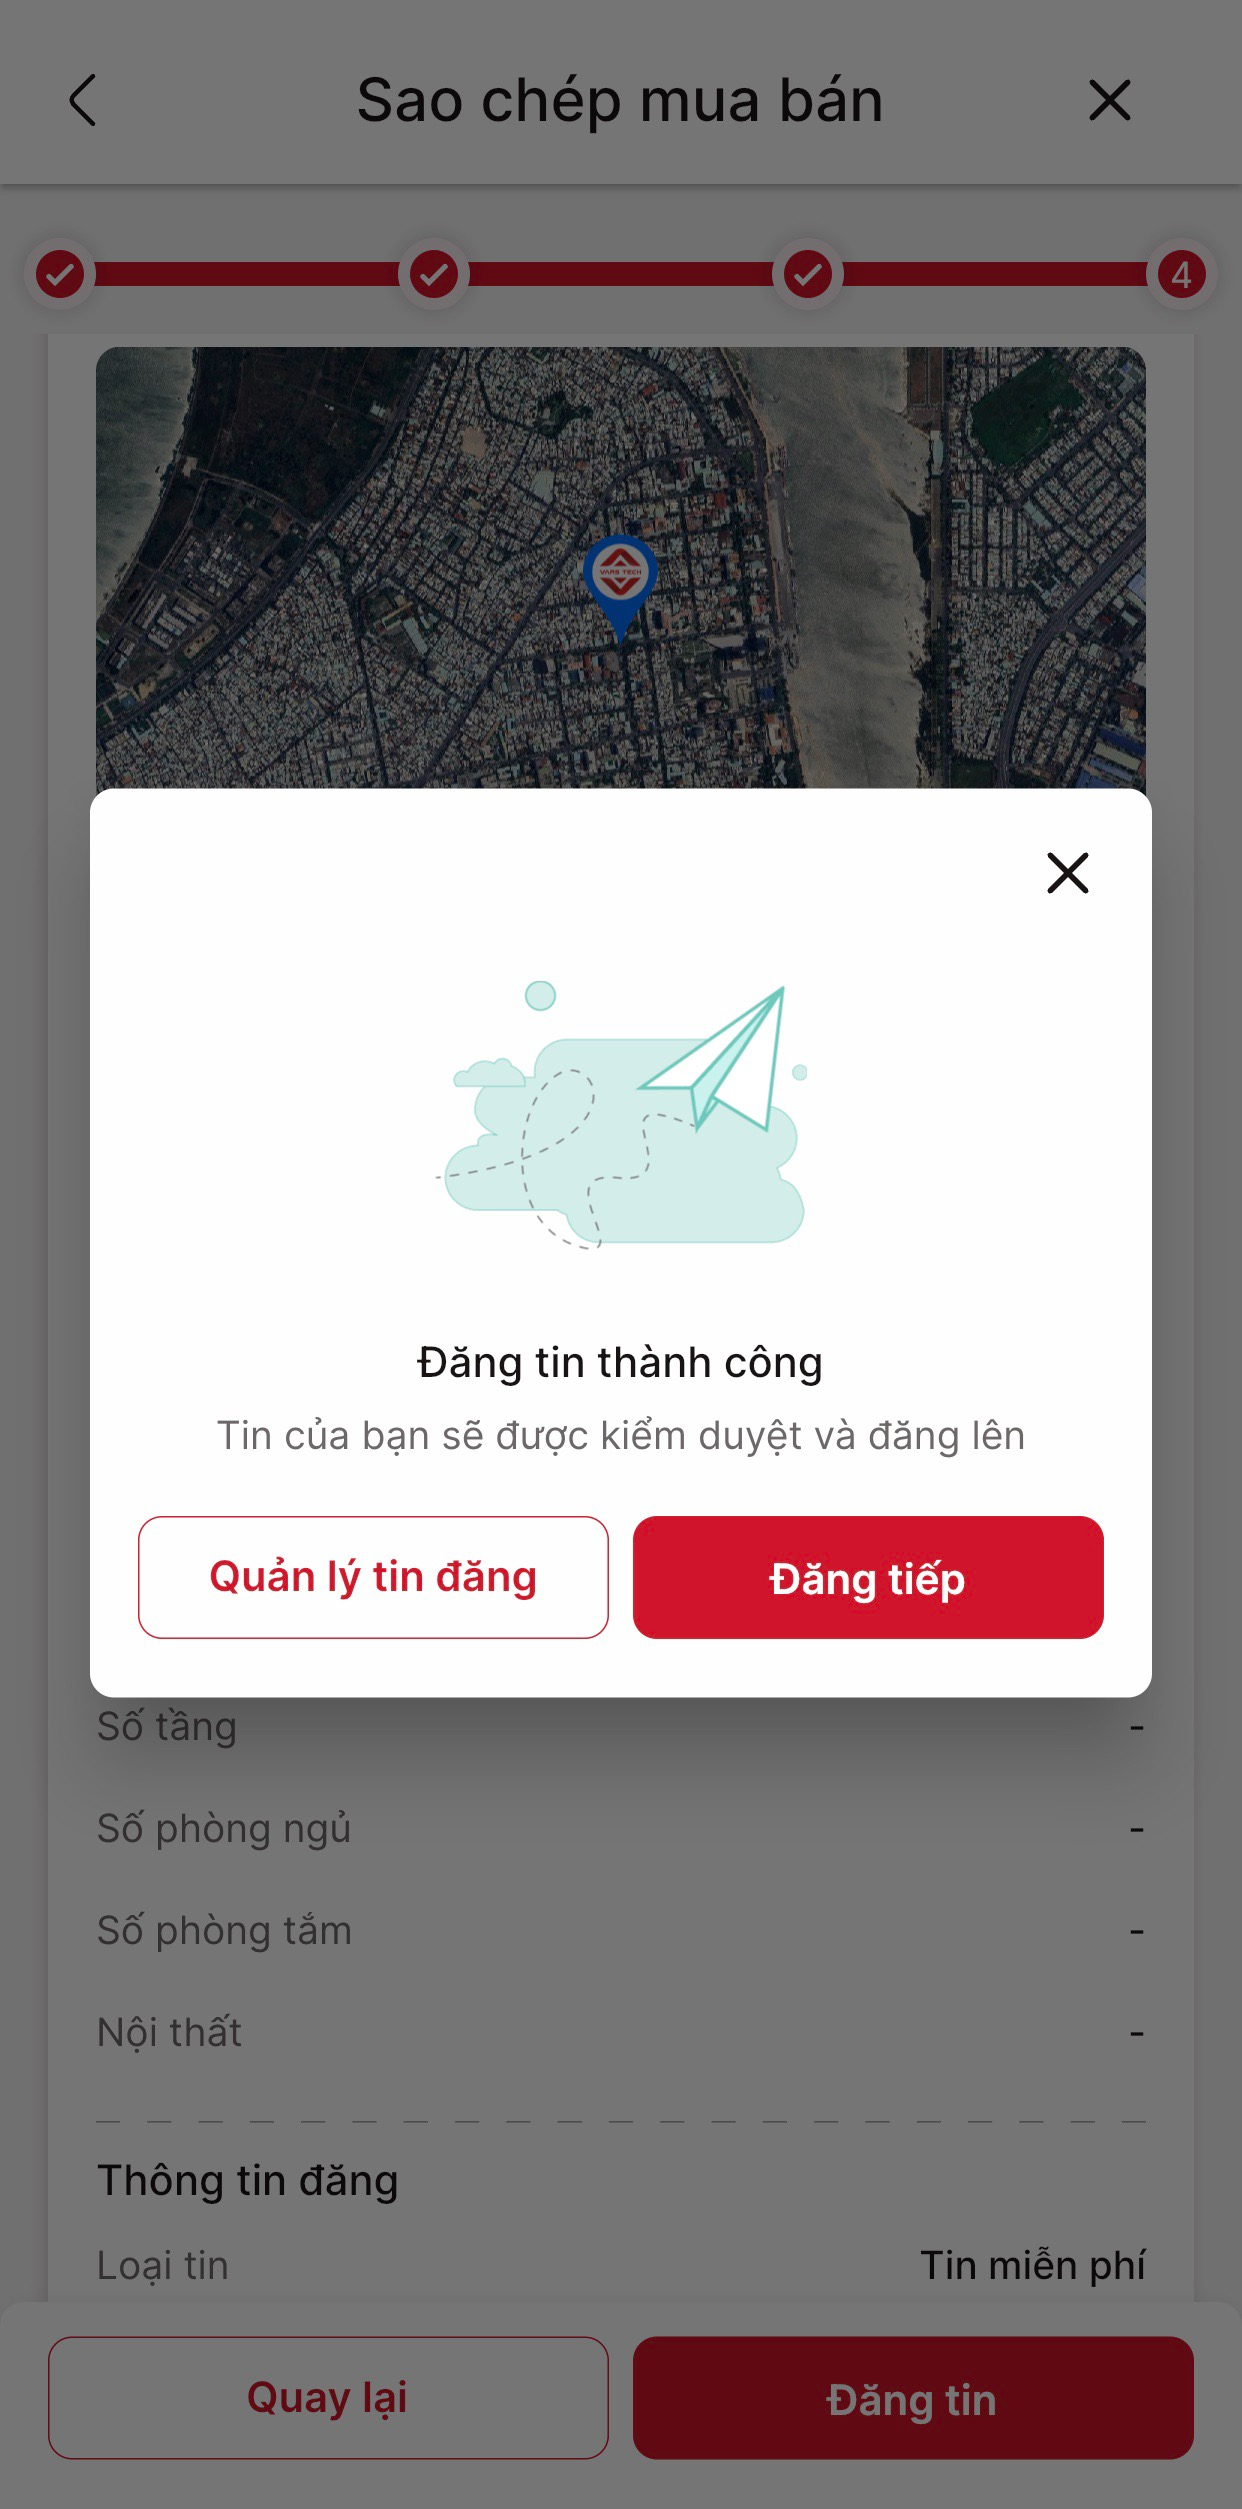 Sao chép mua bán
4
VARS TECH
Đăng tin thành công
Tin của bạn sẽ được kiểm duyệt và đăng lên
Quản lý tin đăng
Đăng tiếp
Số tầng -
Số phòng ngủ -
Số phòng tắm -
Nội thất -
Thông tin đăng
Loại tin Tin miễn phí
Quay lại
Đăng tin